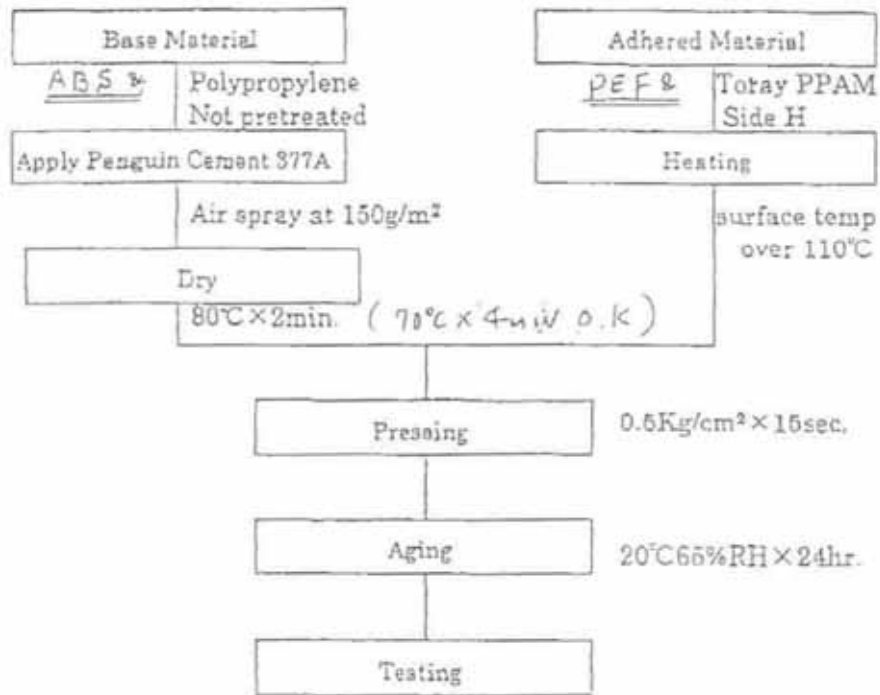 Base Material
Adhered Material
ABS &
Polypropylene
Not pretreated
PEF &
Toray PPAM
Side H
Apply Penguin Cement 377A
Heating
Air spray at 150g/m²
surface temp
over 110℃
Dry
80℃×2min. (70℃×4min O.K)
Pressing
0.5Kg/cm²×15sec.
Aging
20℃65%RH×24hr.
Testing